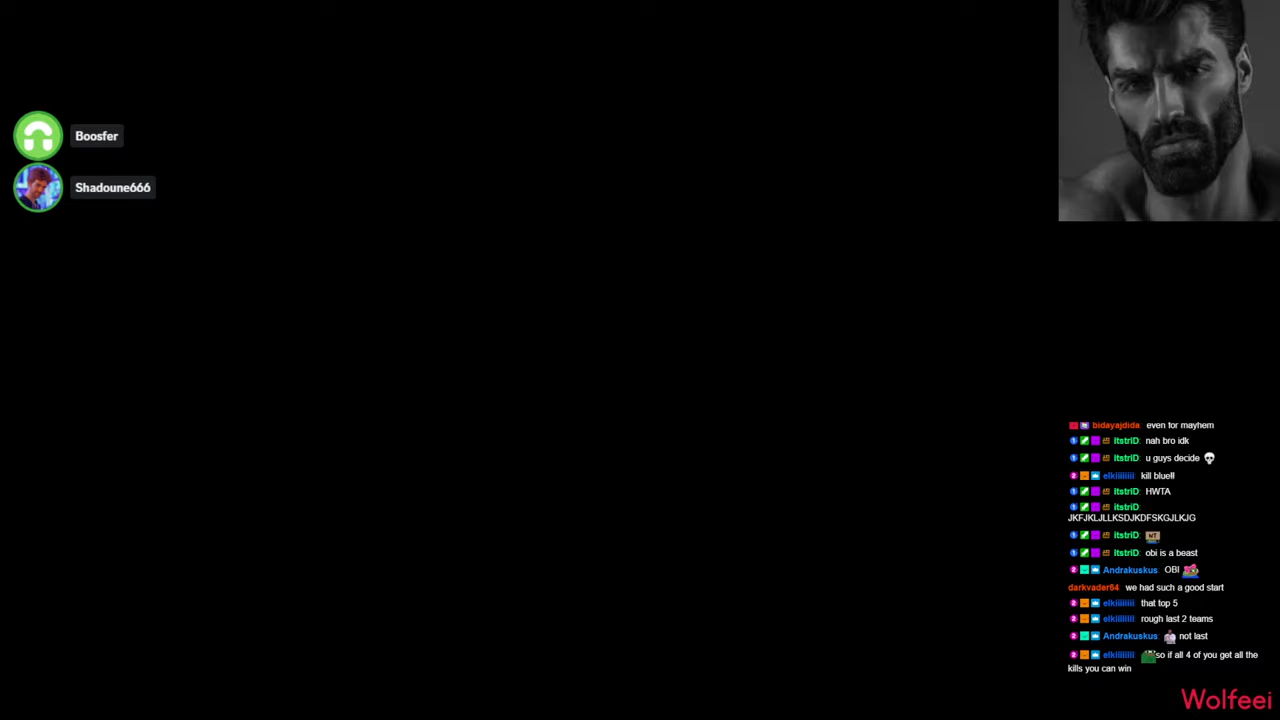 Boosfer
Shadoune666
bidayajdida: even for mayhem
itstriD: nah bro idk
itstriD: u guys decide
elkiiiiiiii: kill blue!!
itstriD: HWTA
itstriD:
JKFJKLJLLKSDJKDFSKGJLKJG
itstriD:
itstriD: obi is a beast
Andrakuskus: OBI
darkvader64: we had such a good start
elkiiiiiiii: that top 5
elkiiiiiiii: rough last 2 teams
Andrakuskus: not last
elkiiiiiiii: so if all 4 of you get all the
kills you can win
Wolfeei